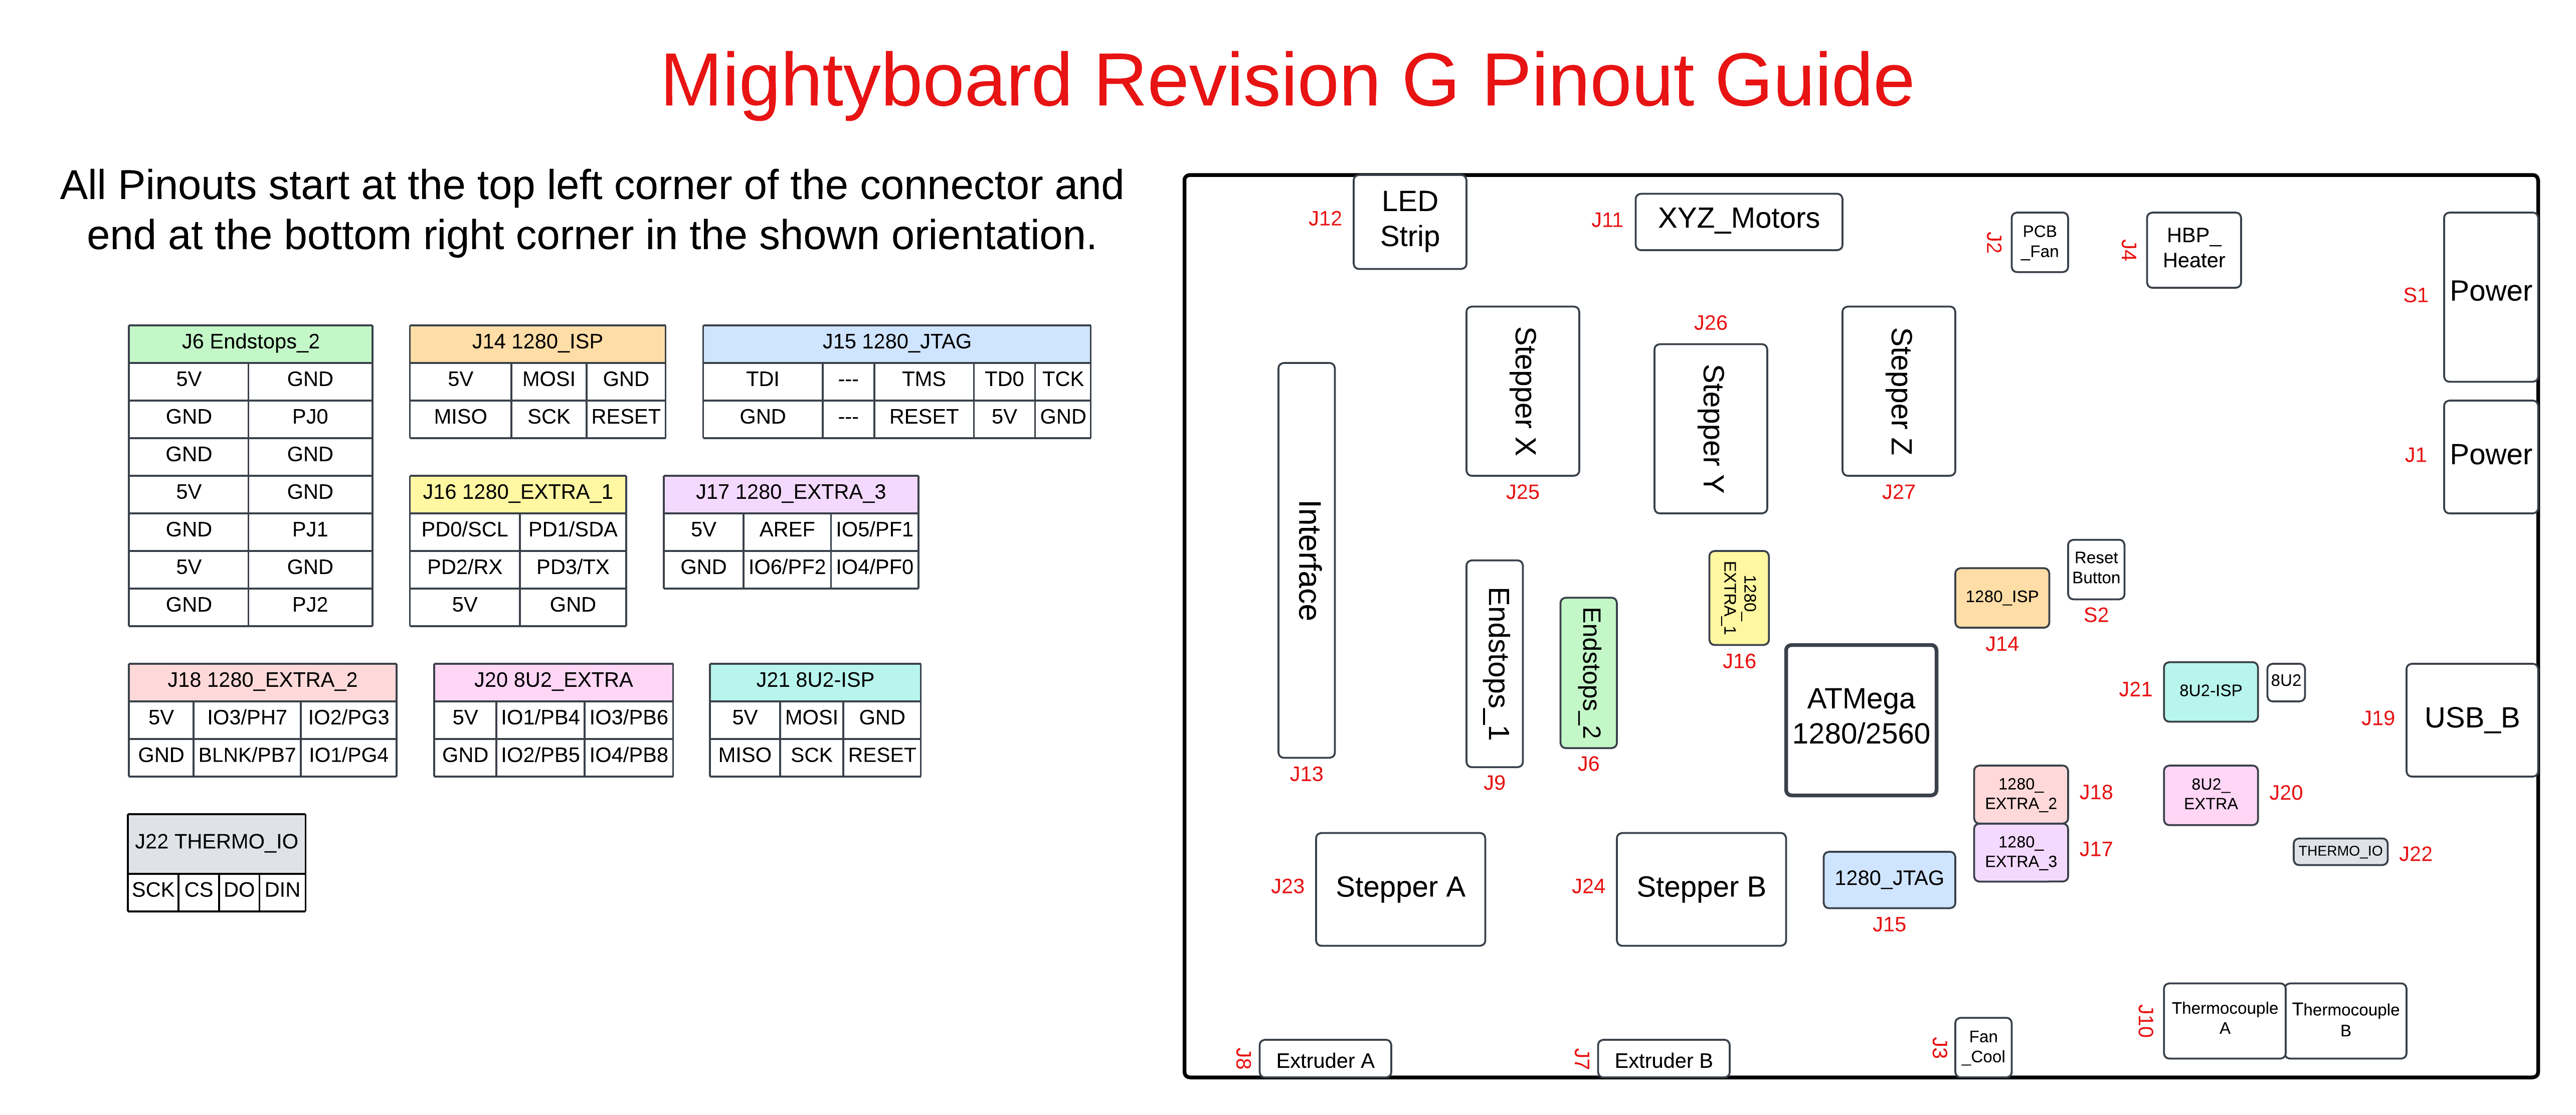 Mightyboard Revision G Pinout Guide
All Pinouts start at the top left corner of the connector and
end at the bottom right corner in the shown orientation.
J6 Endstops_2
5V GND
GND PJ0
GND GND
5V GND
GND PJ1
5V GND
GND PJ2
J14 1280_ISP
5V MOSI GND
MISO SCK RESET
J15 1280_JTAG
TDI --- TMS TD0 TCK
GND --- RESET 5V GND
J16 1280_EXTRA_1
PD0/SCL PD1/SDA
PD2/RX PD3/TX
5V GND
J17 1280_EXTRA_3
5V AREF IO5/PF1
GND IO6/PF2 IO4/PF0
J18 1280_EXTRA_2
5V IO3/PH7 IO2/PG3
GND BLNK/PB7 IO1/PG4
J20 8U2_EXTRA
5V IO1/PB4 IO3/PB6
GND IO2/PB5 IO4/PB8
J21 8U2-ISP
5V MOSI GND
MISO SCK RESET
J22 THERMO_IO
SCK CS DO DIN
J12
LED
Strip
J11
XYZ_Motors
J2
PCB
_Fan
J4
HBP_
Heater
S1
Power
J1
Power
Stepper X
J25
J26
Stepper Y
Stepper Z
J27
Interface
J13
Endstops_1
J9
Endstops_2
J6
1280_
EXTRA_1
J16
1280_ISP
J14
Reset
Button
S2
ATMega
1280/2560
J21
8U2-ISP
8U2
J19
USB_B
1280_
EXTRA_2
J18
1280_
EXTRA_3
J17
8U2_
EXTRA
J20
THERMO_IO
J22
J23
Stepper A
J24
Stepper B
1280_JTAG
J15
J8
Extruder A
J7
Extruder B
J3
Fan
_Cool
J10
Thermocouple
A
Thermocouple
B